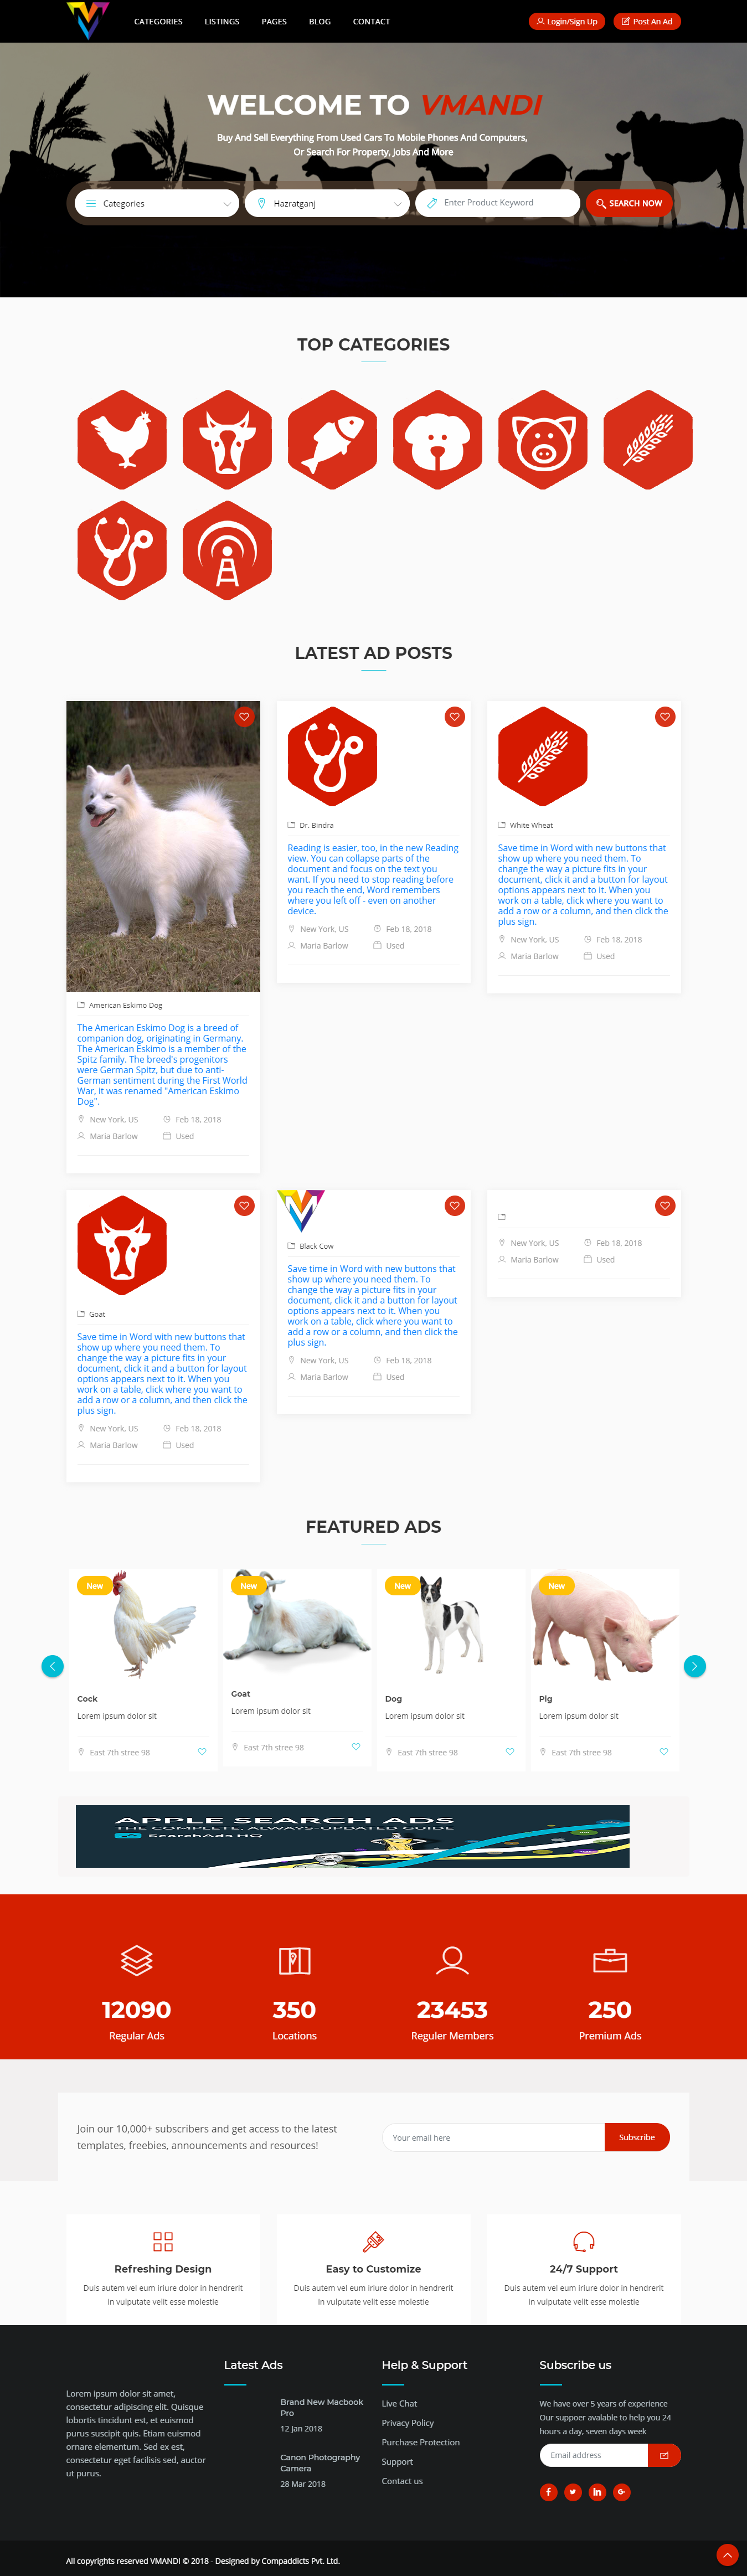 CATEGORIES LISTINGS PAGES BLOG CONTACT Login/Sign Up Post An Ad
WELCOME TO VMANDI
Buy And Sell Everything From Used Cars To Mobile Phones And Computers,
Or Search For Property, Jobs And More
Categories Hazratganj Enter Product Keyword SEARCH NOW
TOP CATEGORIES
LATEST AD POSTS
American Eskimo Dog
The American Eskimo Dog is a breed of
companion dog, originating in Germany.
The American Eskimo is a member of the
Spitz family. The breed's progenitors
were German Spitz, but due to anti-
German sentiment during the First World
War, it was renamed "American Eskimo
Dog".
New York, US Feb 18, 2018
Maria Barlow Used
Dr. Bindra
Reading is easier, too, in the new Reading
view. You can collapse parts of the
document and focus on the text you
want. If you need to stop reading before
you reach the end, Word remembers
where you left off - even on another
device.
New York, US Feb 18, 2018
Maria Barlow Used
White Wheat
Save time in Word with new buttons that
show up where you need them. To
change the way a picture fits in your
document, click it and a button for layout
options appears next to it. When you
work on a table, click where you want to
add a row or a column, and then click the
plus sign.
New York, US Feb 18, 2018
Maria Barlow Used
Goat
Save time in Word with new buttons that
show up where you need them. To
change the way a picture fits in your
document, click it and a button for layout
options appears next to it. When you
work on a table, click where you want to
add a row or a column, and then click the
plus sign.
New York, US Feb 18, 2018
Maria Barlow Used
Black Cow
Save time in Word with new buttons that
show up where you need them. To
change the way a picture fits in your
document, click it and a button for layout
options appears next to it. When you
work on a table, click where you want to
add a row or a column, and then click the
plus sign.
New York, US Feb 18, 2018
Maria Barlow Used
New York, US Feb 18, 2018
Maria Barlow Used
FEATURED ADS
New
Cock
Lorem ipsum dolor sit
East 7th stree 98
New
Goat
Lorem ipsum dolor sit
East 7th stree 98
New
Dog
Lorem ipsum dolor sit
East 7th stree 98
New
Pig
Lorem ipsum dolor sit
East 7th stree 98
APPLE SEARCH ADS
THE COMPLETE, ALWAYS-UPDATED GUIDE
SearchAds HQ
12090
Regular Ads
350
Locations
23453
Reguler Members
250
Premium Ads
Join our 10,000+ subscribers and get access to the latest
templates, freebies, announcements and resources!
Your email here Subscribe
Refreshing Design
Duis autem vel eum iriure dolor in hendrerit
in vulputate velit esse molestie
Easy to Customize
Duis autem vel eum iriure dolor in hendrerit
in vulputate velit esse molestie
24/7 Support
Duis autem vel eum iriure dolor in hendrerit
in vulputate velit esse molestie
Lorem ipsum dolor sit amet,
consectetur adipiscing elit. Quisque
lobortis tincidunt est, et euismod
purus suscipit quis. Etiam euismod
ornare elementum. Sed ex est,
consectetur eget facilisis sed, auctor
ut purus.
Latest Ads
Brand New Macbook
Pro
12 Jan 2018
Canon Photography
Camera
28 Mar 2018
Help & Support
Live Chat
Privacy Policy
Purchase Protection
Support
Contact us
Subscribe us
We have over 5 years of experience
Our suppoer avalable to help you 24
hours a day, seven days week
Email address
All copyrights reserved VMANDI © 2018 - Designed by Compaddicts Pvt. Ltd.